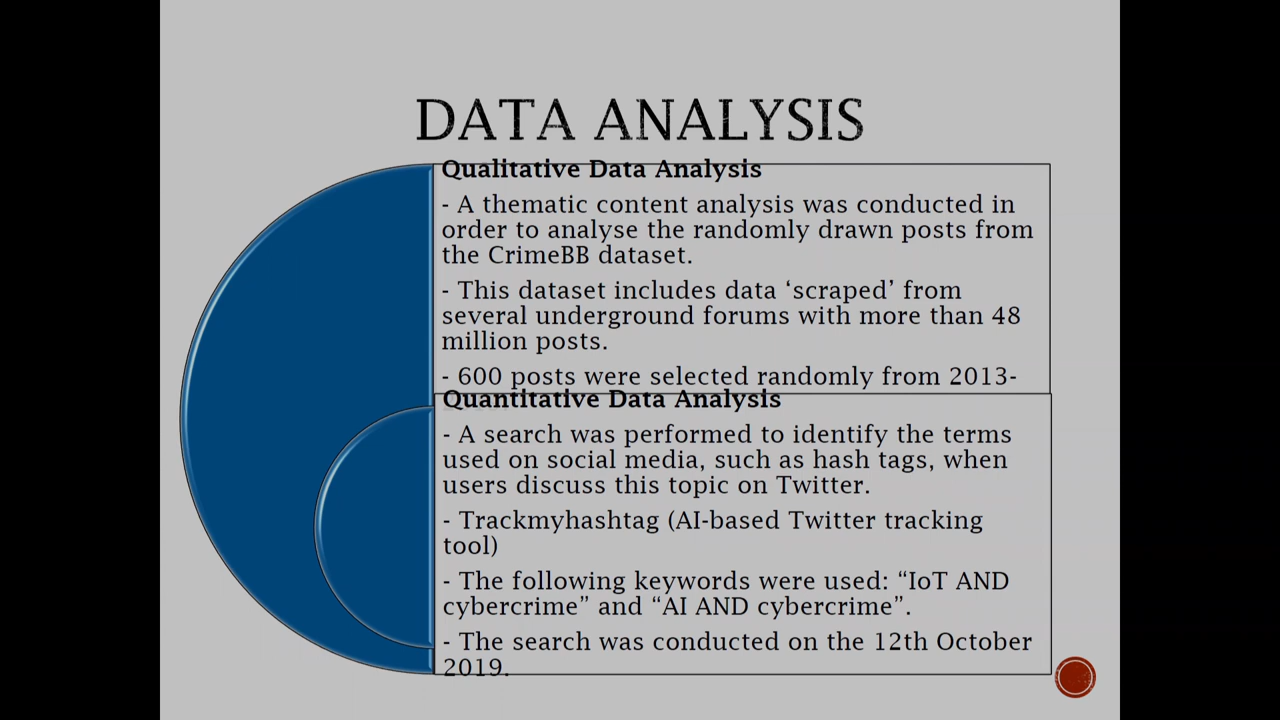 DATA ANALYSIS
Qualitative Data Analysis
- A thematic content analysis was conducted in
order to analyse the randomly drawn posts from
the CrimeBB dataset.
- This dataset includes data ‘scraped’ from
several underground forums with more than 48
million posts.
- 600 posts were selected randomly from 2013-
Quantitative Data Analysis
- A search was performed to identify the terms
used on social media, such as hash tags, when
users discuss this topic on Twitter.
- Trackmyhashtag (AI-based Twitter tracking
tool)
- The following keywords were used: “IoT AND
cybercrime” and “AI AND cybercrime”.
- The search was conducted on the 12th October
2019.